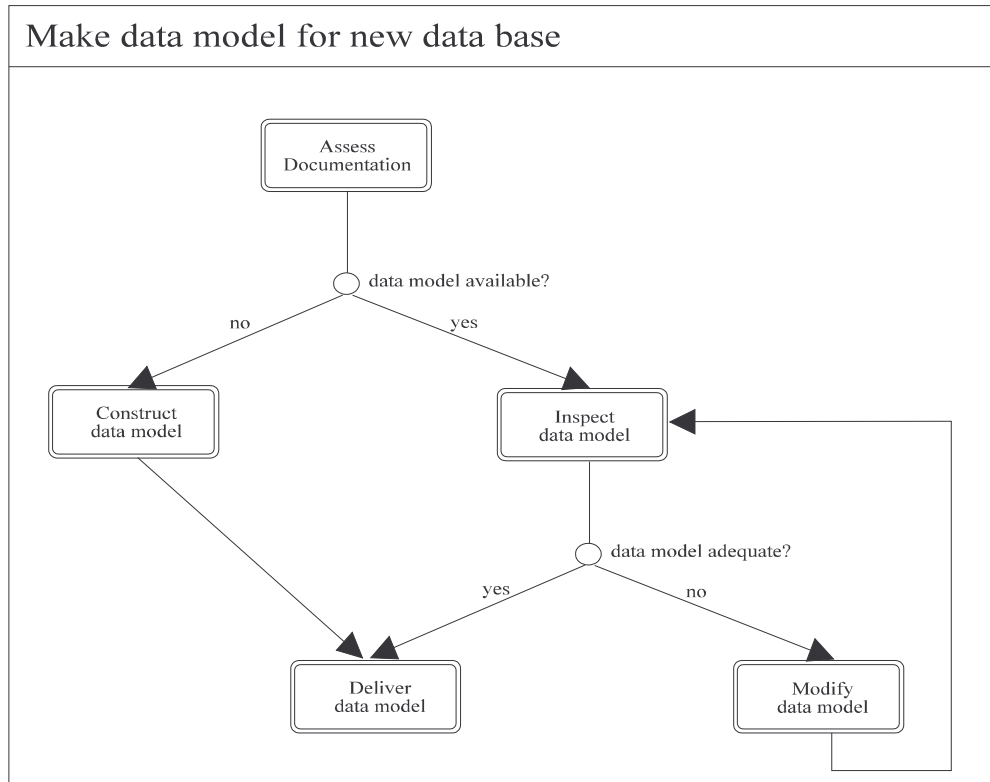 Make data model for new data base
Assess
Documentation
data model available?
no
yes
Construct
data model
Inspect
data model
data model adequate?
yes
no
Deliver
data model
Modify
data model